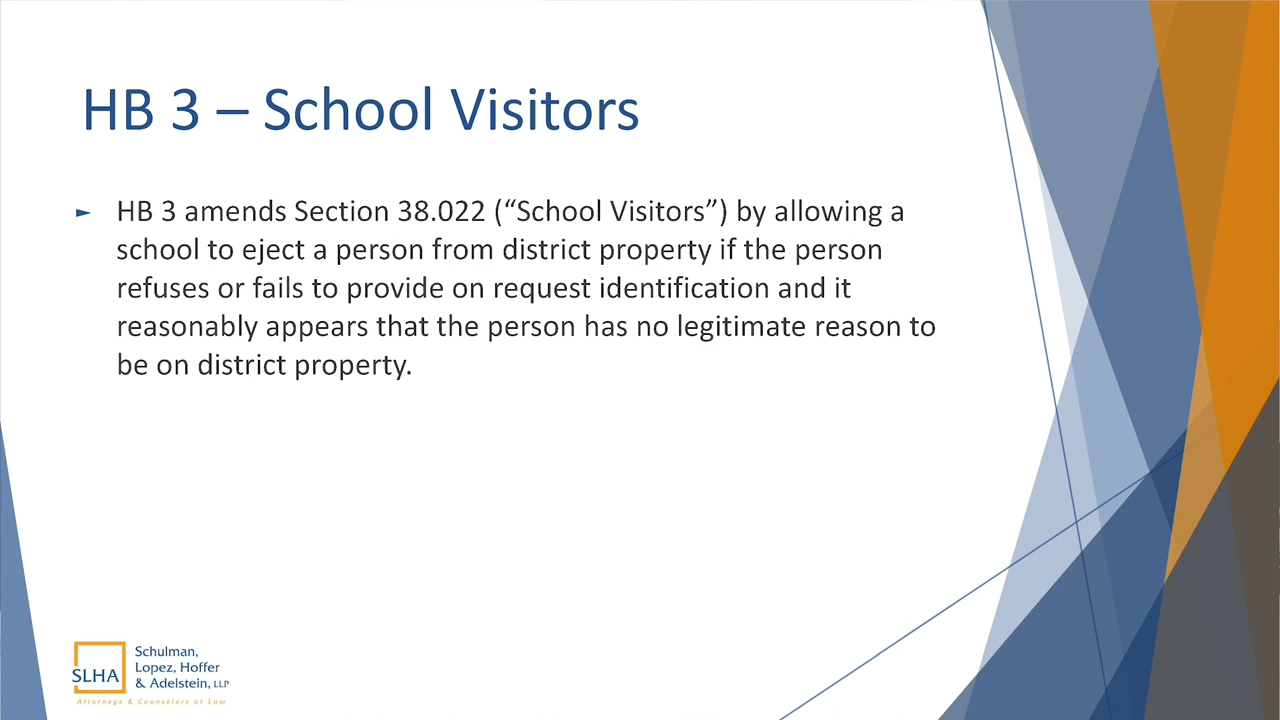 HB 3 – School Visitors
► HB 3 amends Section 38.022 (“School Visitors”) by allowing a
school to eject a person from district property if the person
refuses or fails to provide on request identification and it
reasonably appears that the person has no legitimate reason to
be on district property.
SLHA
Schulman,
Lopez, Hoffer
& Adelstein, LLP
Attorneys & Counselors at Law